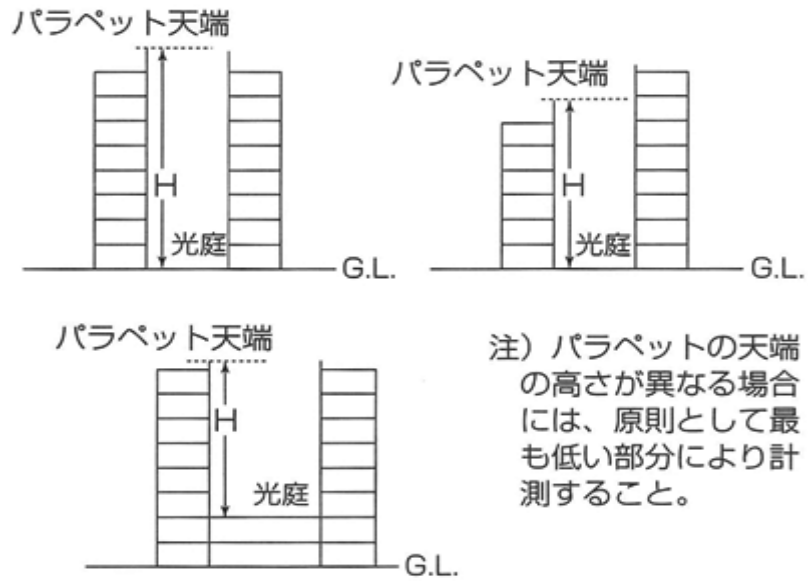 パラペット天端
H
光庭
G.L.
パラペット天端
H
光庭
G.L.
パラペット天端
H
光庭
G.L.
注）パラペットの天端
の高さが異なる場合
には、原則として最
も低い部分により計
測すること。